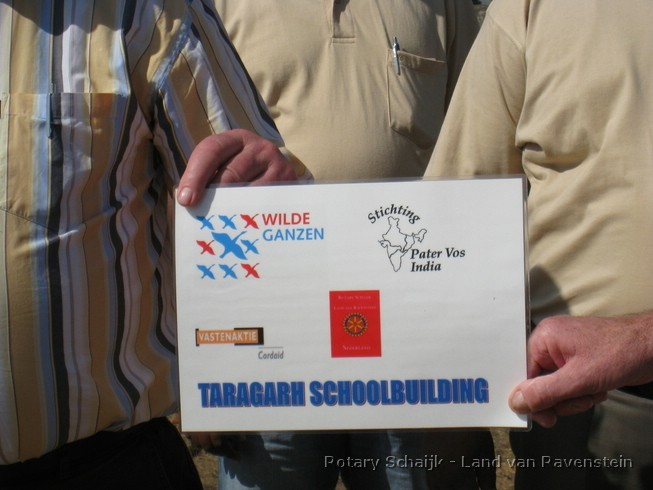 WILDE
GANZEN
Stichting
Pater Vos
India
VASTENAKTIE
Cordaid
TARAGARH SCHOOLBUILDING
Rotary Schaijk - Land van Ravenstein